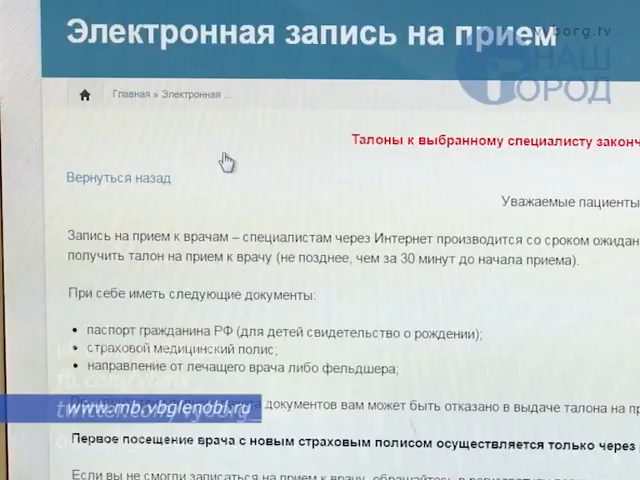 Электронная запись на прием
vyborg.tv
НАШ
ГОРОД
Главная » Электронная ...
Талоны к выбранному специалисту законч
Вернуться назад
Уважаемые пациенты
Запись на прием к врачам – специалистам через Интернет производится со сроком ожидан
получить талон на прием к врачу (не позднее, чем за 30 минут до начала приема).
При себе иметь следующие документы:
• паспорт гражданина РФ (для детей свидетельство о рождении);
• страховой медицинский полис;
• направление от лечащего врача либо фельдшера;
www.mb.vbglenobl.ru
документов вам может быть отказано в выдаче талона на пр
Первое посещение врача с новым страховым полисом осуществляется только через
Если вы не смогли записаться на прием к врачу, обращайтесь в регистратуру